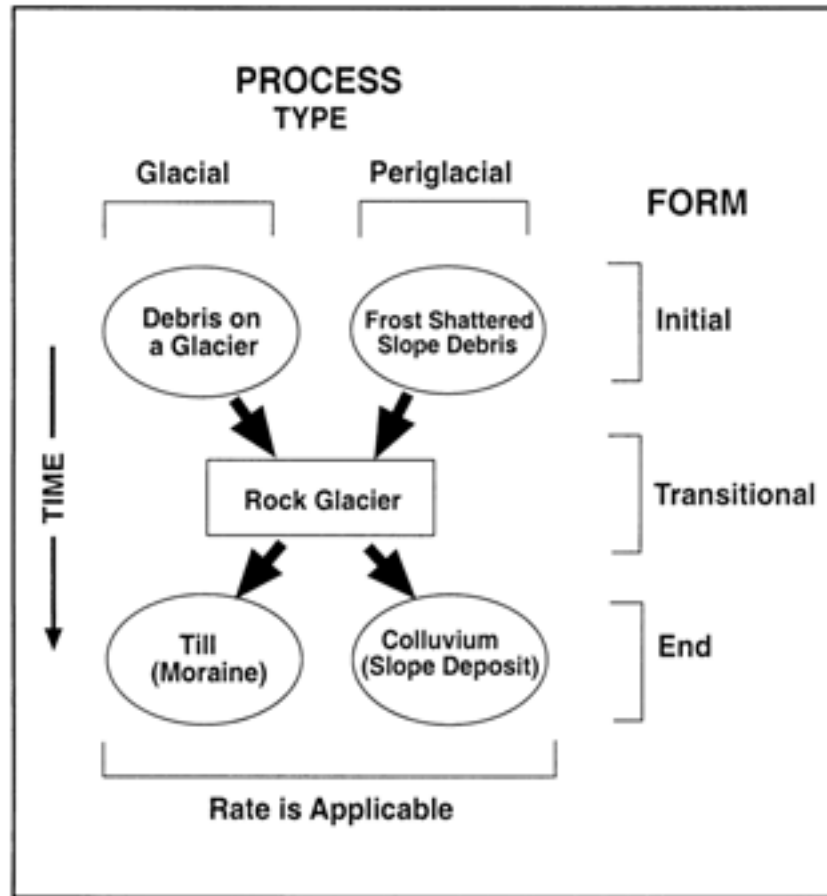 PROCESS
TYPE
Glacial
Periglacial
FORM
Debris on
a Glacier
Frost Shattered
Slope Debris
Initial
TIME
Rock Glacier
Transitional
Till
(Moraine)
Colluvium
(Slope Deposit)
End
Rate is Applicable